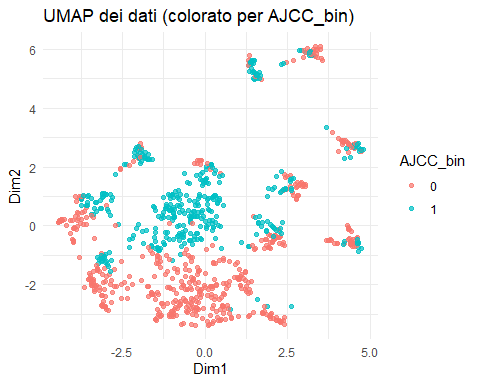 UMAP dei dati (colorato per AJCC_bin)
6
4
2
0
-2
Dim2
-2.5
0.0
2.5
5.0
Dim1
AJCC_bin
0
1